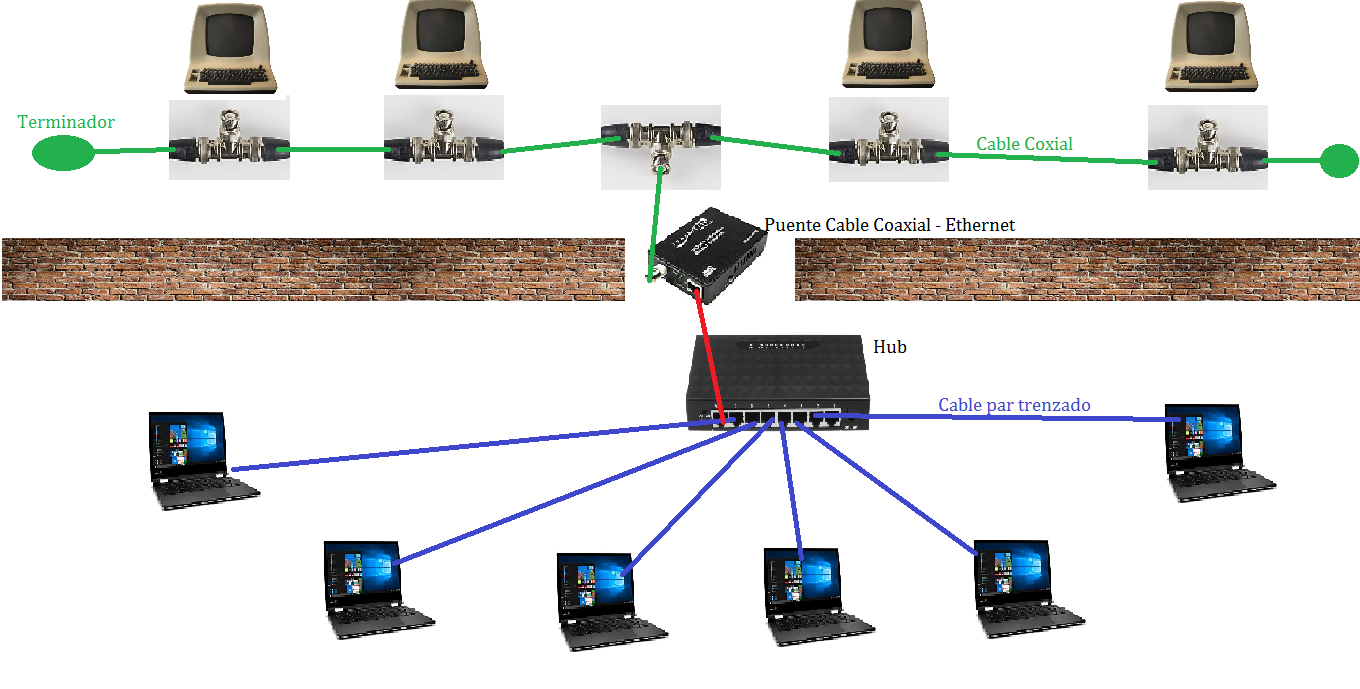 Terminador
Cable Coxial
Puente Cable Coaxial - Ethernet
Hub
Cable par trenzado